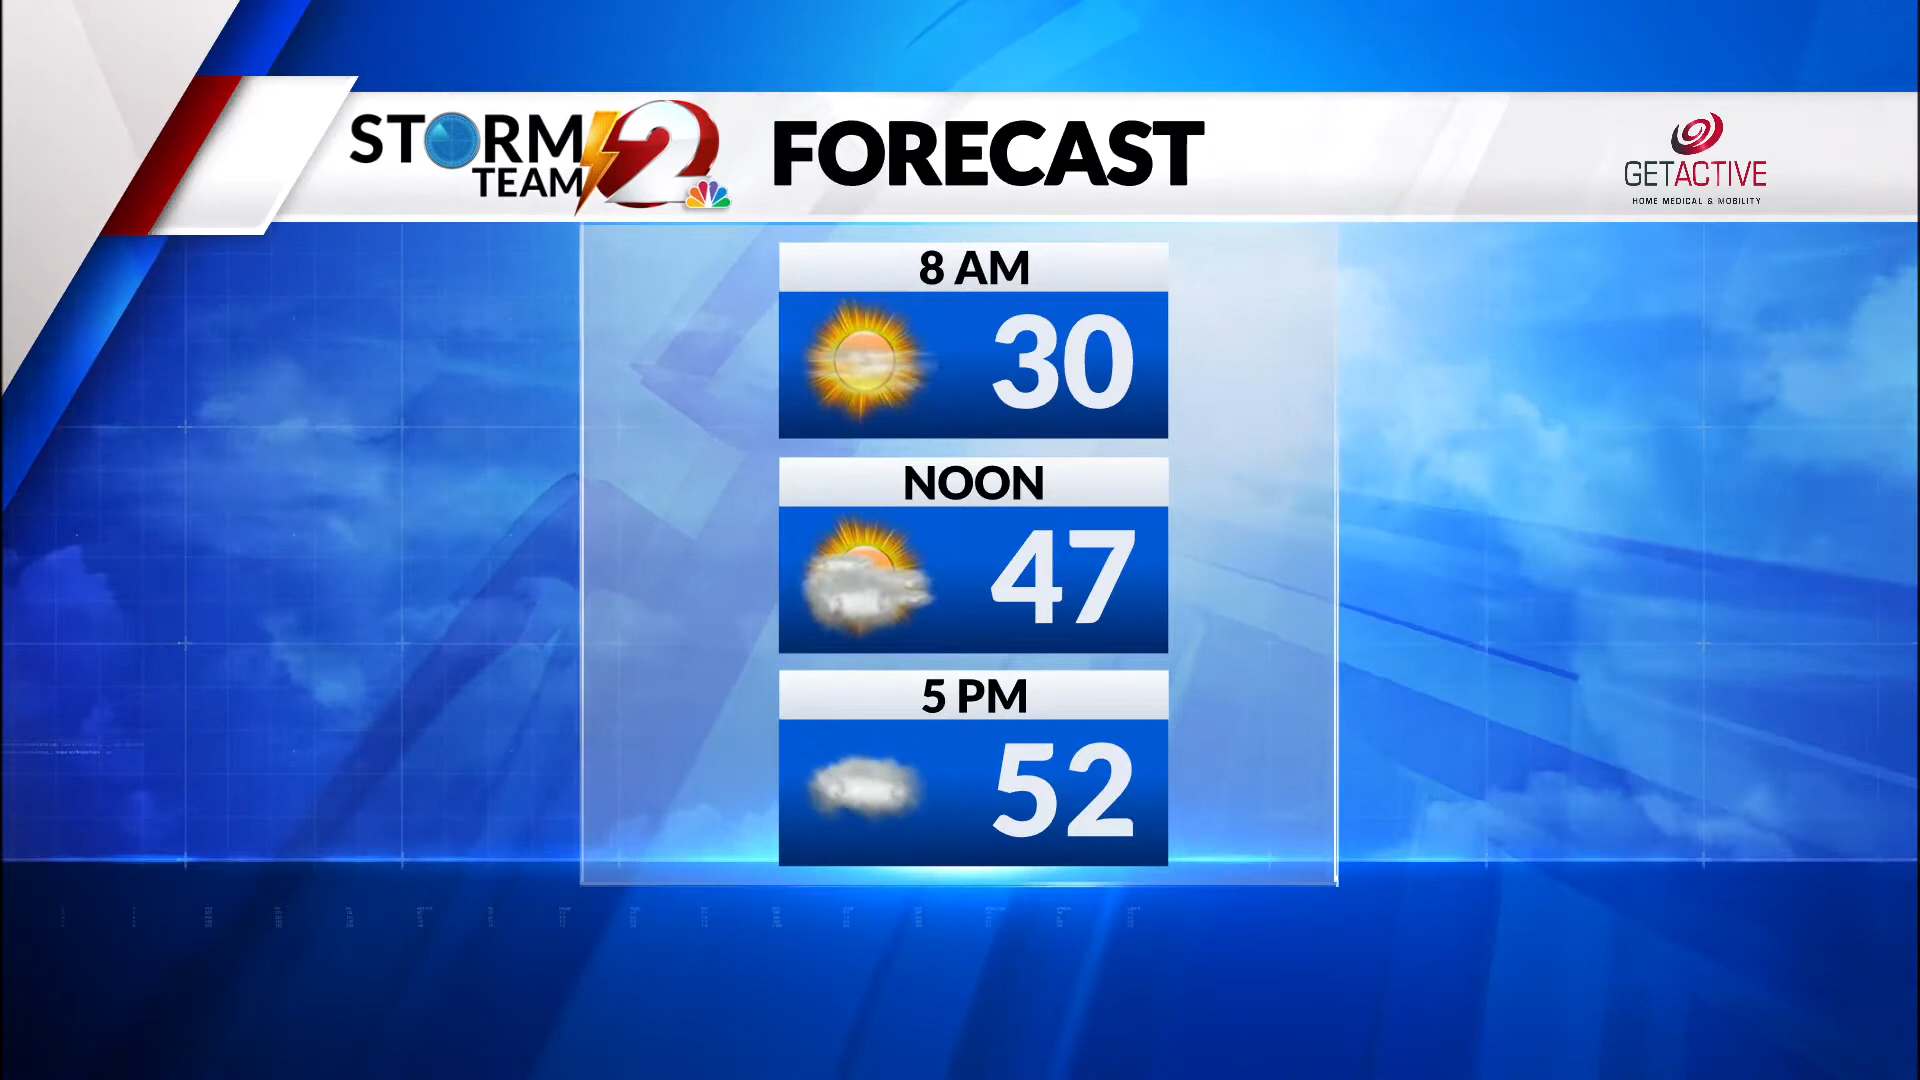 STORM
TEAM
2
FORECAST
GETACTIVE
HOME MEDICAL & MOBILITY
8 AM
30
NOON
47
5 PM
52